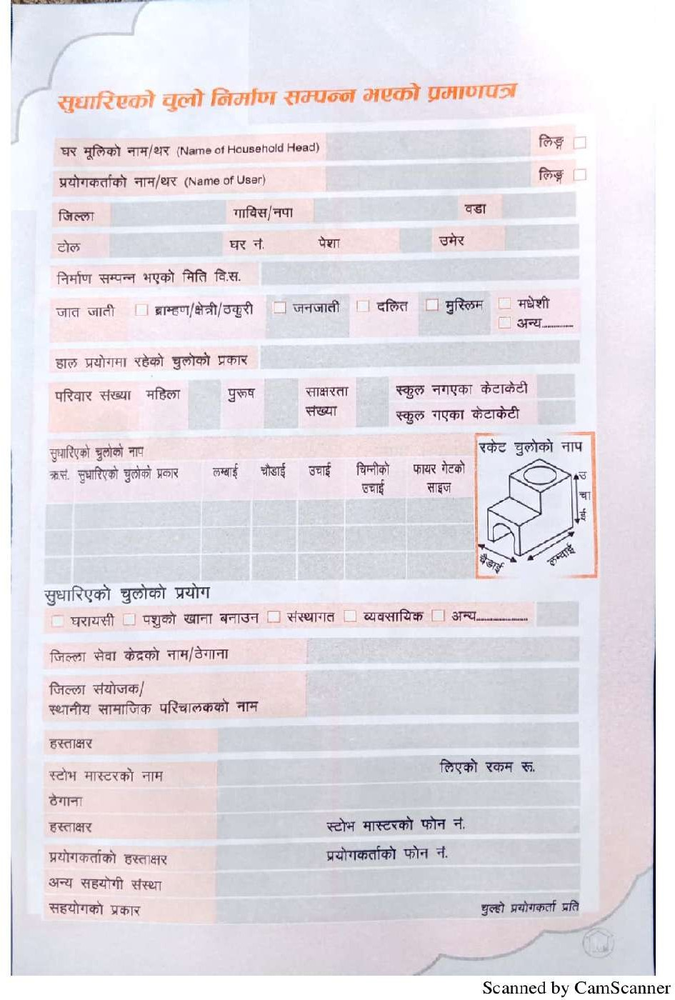 सुधारिएको चुलो निर्माण सम्पन्न भएको प्रमाणपत्र
घर मूलिको नाम/थर (Name of Household Head) लिङ्ग
प्रयोगकर्ताको नाम/थर (Name of User) लिङ्ग
जिल्ला गाविस/नपा वडा
टोल घर नं. पेशा उमेर
निर्माण सम्पन्न भएको मिति वि.स.
जात जाती ब्राम्हण/क्षेत्री/ठकुरी जनजाती दलित मुस्लिम मधेशी
अन्य............
हाल प्रयोगमा रहेको चुलोको प्रकार
परिवार संख्या महिला पुरूष साक्षरता संख्या स्कुल नगएका केटाकेटी
स्कुल गएका केटाकेटी
सुधारिएको चुलोको नाप
क्र.सं. सुधारिएको चुलोको प्रकार लम्बाई चौडाई उचाई चिम्नीको उचाई फायर गेटको साइज
रकेट चुलोको नाप
उचाई
चौडाई
लम्बाई
सुधारिएको चुलोको प्रयोग
घरायसी पशुको खाना बनाउन संस्थागत व्यवसायिक अन्य....................
जिल्ला सेवा केद्रको नाम/ठेगाना
जिल्ला संयोजक/
स्थानीय सामाजिक परिचालकको नाम
हस्ताक्षर
स्टोभ मास्टरको नाम लिएको रकम रू.
ठेगाना
हस्ताक्षर स्टोभ मास्टरको फोन नं.
प्रयोगकर्ताको हस्ताक्षर प्रयोगकर्ताको फोन नं.
अन्य सहयोगी संस्था
सहयोगको प्रकार चुल्हो प्रयोगकर्ता प्रति
Scanned by CamScanner